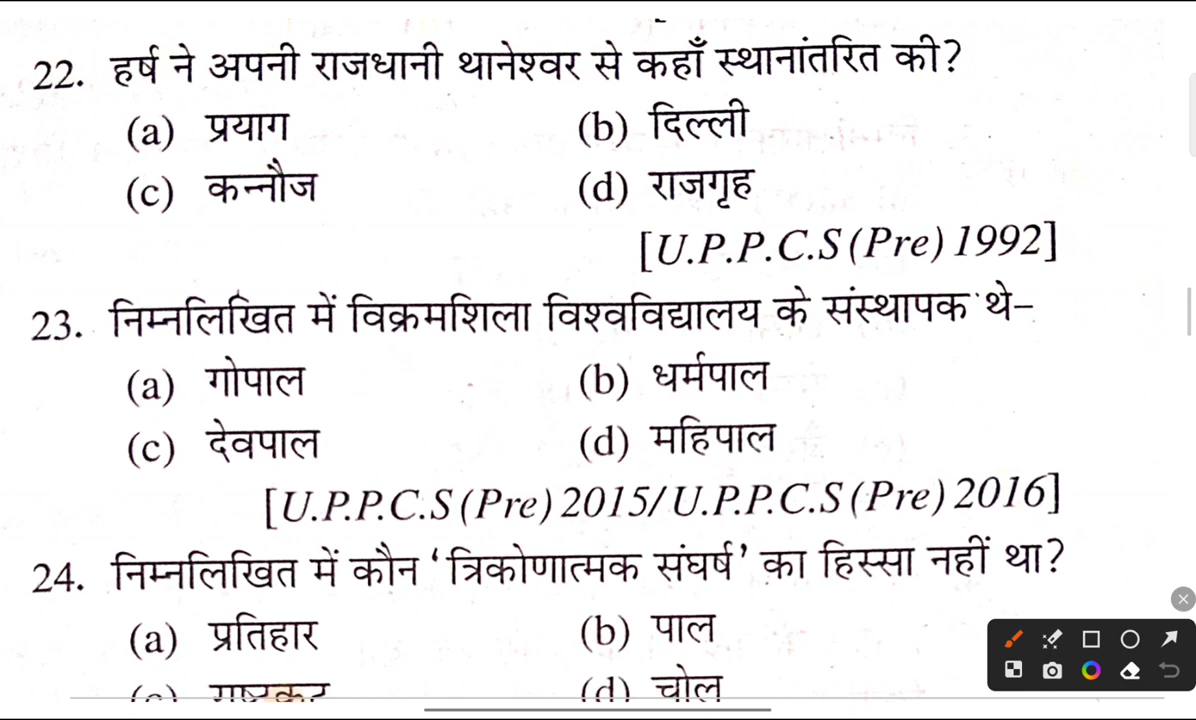 22. हर्ष ने अपनी राजधानी थानेश्वर से कहाँ स्थानांतरित की?
(a) प्रयाग (b) दिल्ली
(c) कन्नौज (d) राजगृह
[U.P.P.C.S (Pre) 1992]
23. निम्नलिखित में विक्रमशिला विश्वविद्यालय के संस्थापक थे-
(a) गोपाल (b) धर्मपाल
(c) देवपाल (d) महिपाल
[U.P.P.C.S (Pre) 2015/ U.P.P.C.S (Pre) 2016]
24. निम्नलिखित में कौन ‘त्रिकोणात्मक संघर्ष’ का हिस्सा नहीं था?
(a) प्रतिहार (b) पाल
(d) चोल